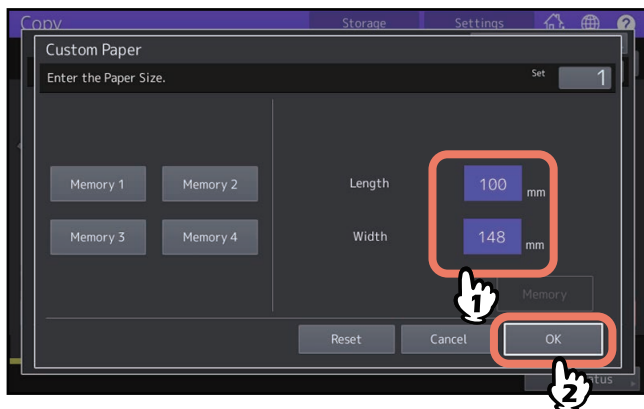 Copy Storage Settings
Custom Paper
Enter the Paper Size. Set 1
Memory 1 Memory 2 Length 100 mm
Memory 3 Memory 4 Width 148 mm
1
Memory
Reset Cancel OK
2
tus